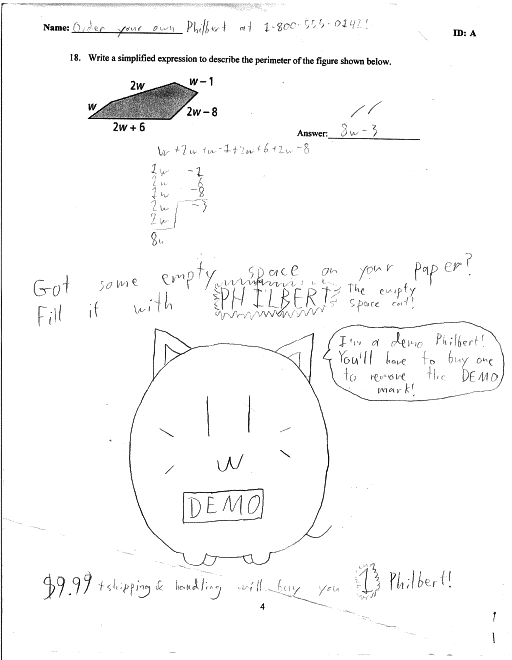 Name: Order your own Philbert at 1-800-555-0142!
ID: A
18. Write a simplified expression to describe the perimeter of the figure shown below.
2w
w – 1
w
2w – 8
2w + 6
Answer: 8w - 3
w + 2w + w - 1 + 2w + 6 + 2w - 8
1w -1
2w 6
1w -8
2w -3
2w
8w
Got some empty space on your paper?
Fill it with PHILBERT: The empty
space cat!
I'm a demo Philbert!
You'll have to buy one
to remove the DEMO
mark!
w
DEMO
$9.99 + shipping & handling will buy you 1 Philbert!
4